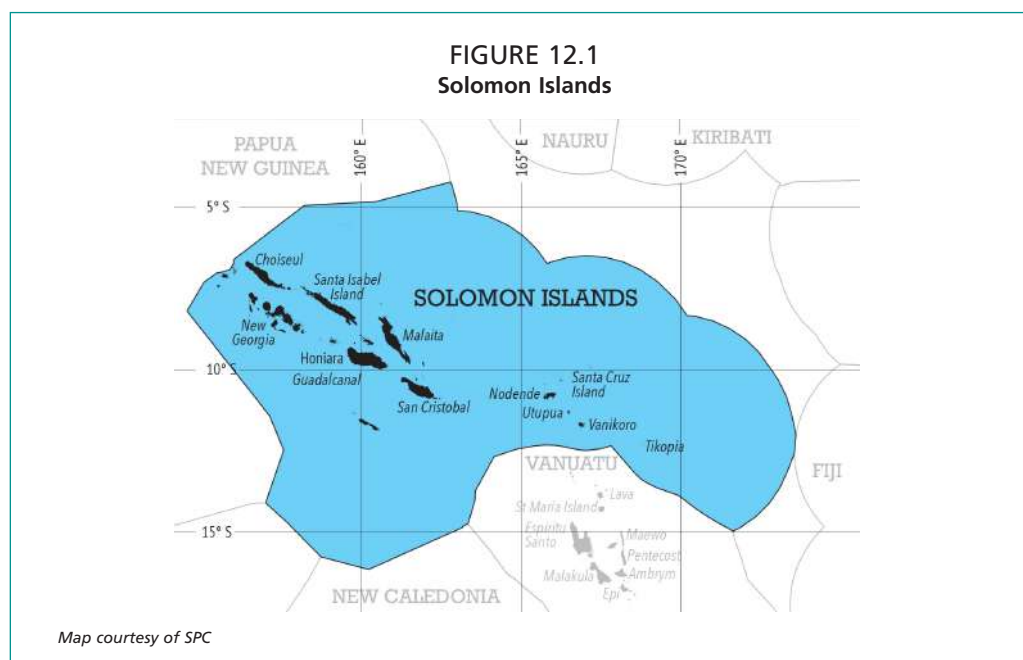 FIGURE 12.1
Solomon Islands
PAPUA
NEW GUINEA
160° E
165° E
NAURU
170° E
KIRIBATI
5° S
Choiseul
Santa Isabel
Island
SOLOMON ISLANDS
New
Georgia
Malaita
Honiara
10° S
Guadalcanal
San Cristobal
Santa Cruz
Island
Nodende
Utupua
Vanikoro
Tikopia
VANUATU
FIJI
Lava
St Maria Island
15° S
Espiritu
Santo
Maewo
Pentecost
Malakula
Ambrym
Epi
NEW CALEDONIA
Map courtesy of SPC